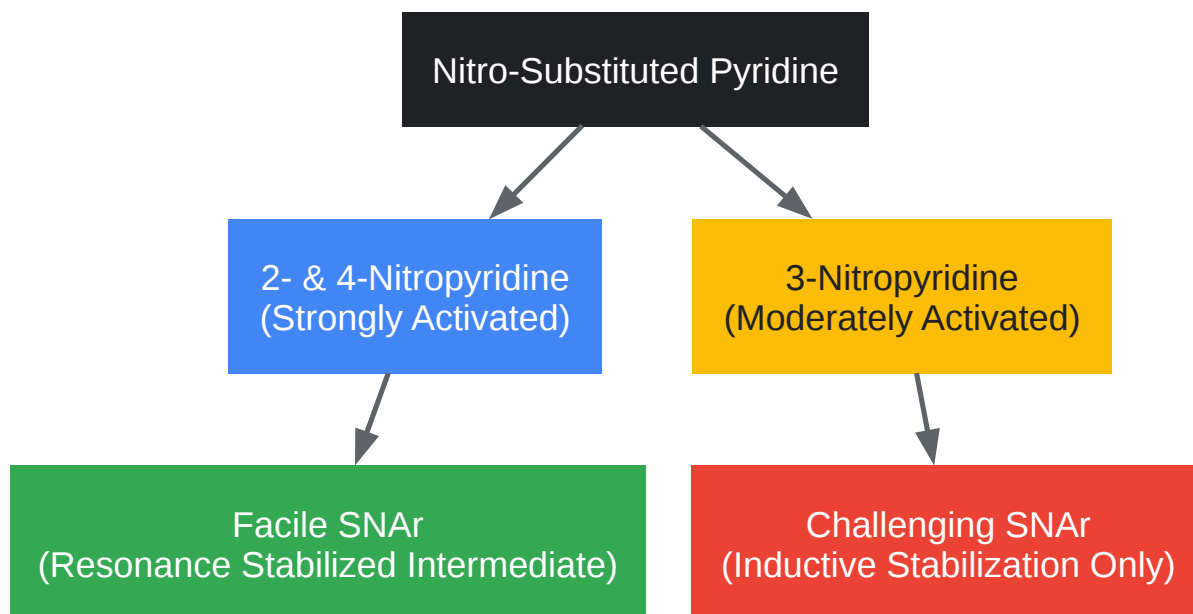 Nitro-Substituted Pyridine
2- & 4-Nitropyridine
(Strongly Activated)
3-Nitropyridine
(Moderately Activated)
Facile SNAr
(Resonance Stabilized Intermediate)
Challenging SNAr
(Inductive Stabilization Only)